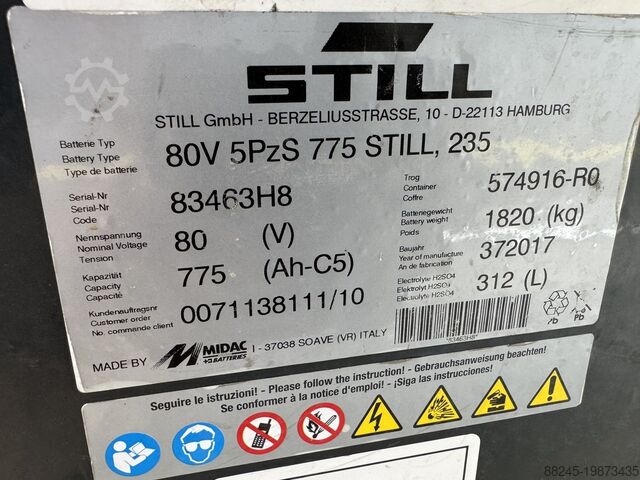 STILL
STILL GmbH - BERZELIUSSTRASSE, 10 - D-22113 HAMBURG
Batterie Typ
Battery Type
Type de batterie
80V 5PzS 775 STILL, 235
Serial-Nr
Serial-Nr
Code
83463H8
Trog
Container
Coffre
574916-R0
Nennspannung
Nominal Voltage
Tension
80 (V)
Batteriegewicht
Battery weight
Poids
1820 (kg)
Kapazität
Capacity
Capacité
775 (Ah-C5)
Baujahr
Year of manufacture
An de fabrication
372017
Kundenauftragsnr
Customer order
No. commande client
0071138111/10
Electrolyte H2SO4
Elektrolyt H2SO4
Electrolyte H2SO4
312 (L)
MADE BY MIDAC BATTERIES I - 37038 SOAVE (VR) ITALY
*83463H8*
Pb Pb
Seguire le istruzioni! - Please follow the instructions! - Gebrauchsanweisung beachten!
Se conformer à la notice d'emploi! - ¡Siga las instrucciones!
88245-19873435